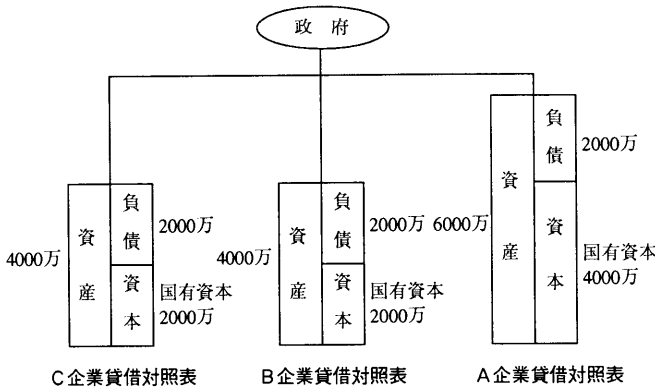 政府
負債
2000万
資産
6000万
資本
国有資本
4000万
負債
2000万
4000万
資産
資本
国有資本
2000万
負債
2000万
4000万
資産
資本
国有資本
2000万
C企業貸借対照表
B企業貸借対照表
A企業貸借対照表